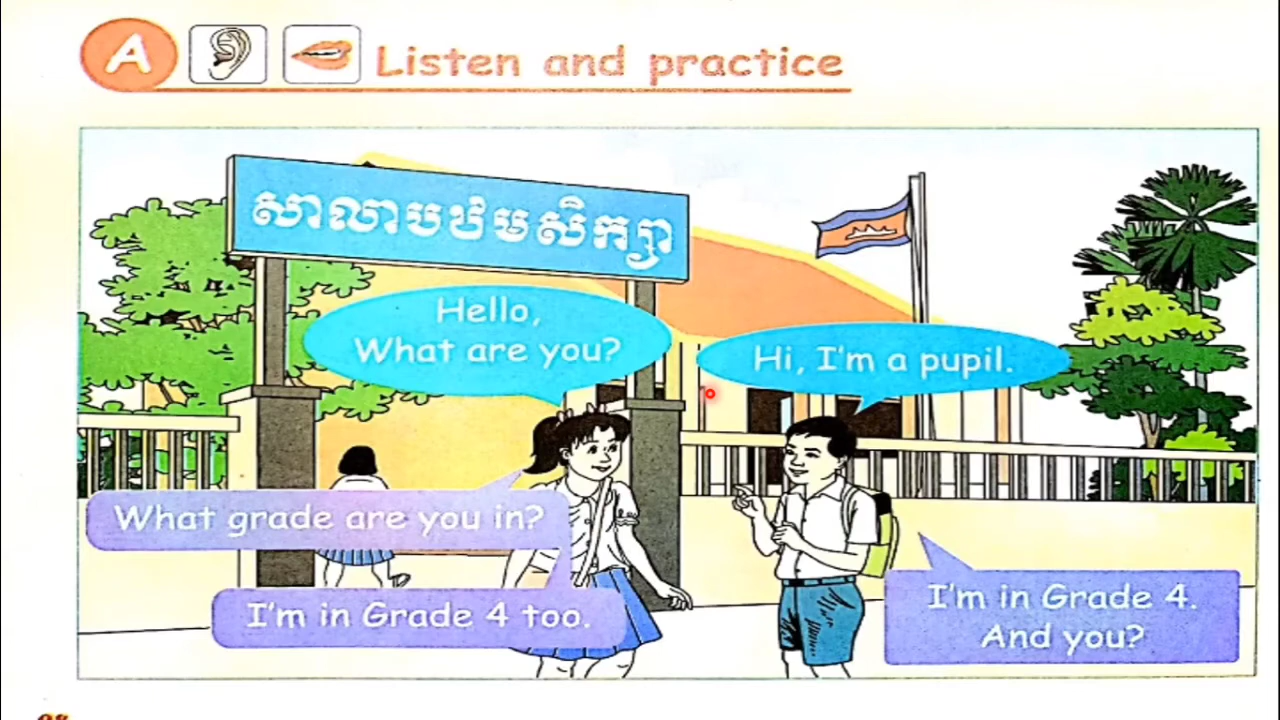 A
Listen and practice
សាលាបឋមសិក្សា
Hello,
What are you?
Hi, I'm a pupil.
What grade are you in?
I'm in Grade 4. 
And you?
I'm in Grade 4 too.